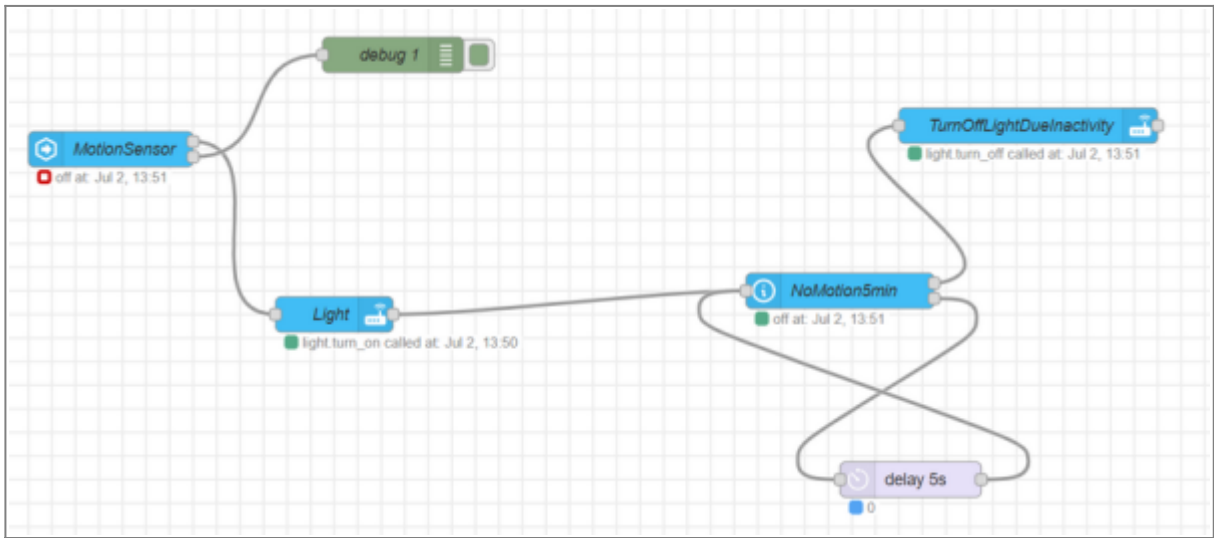 debug 1
MotionSensor
off at: Jul 2, 13:51
TurnOffLightDueInactivity
light.turn_off called at: Jul 2, 13:51
NoMotion5min
off at: Jul 2, 13:51
Light
light.turn_on called at: Jul 2, 13:50
delay 5s
0